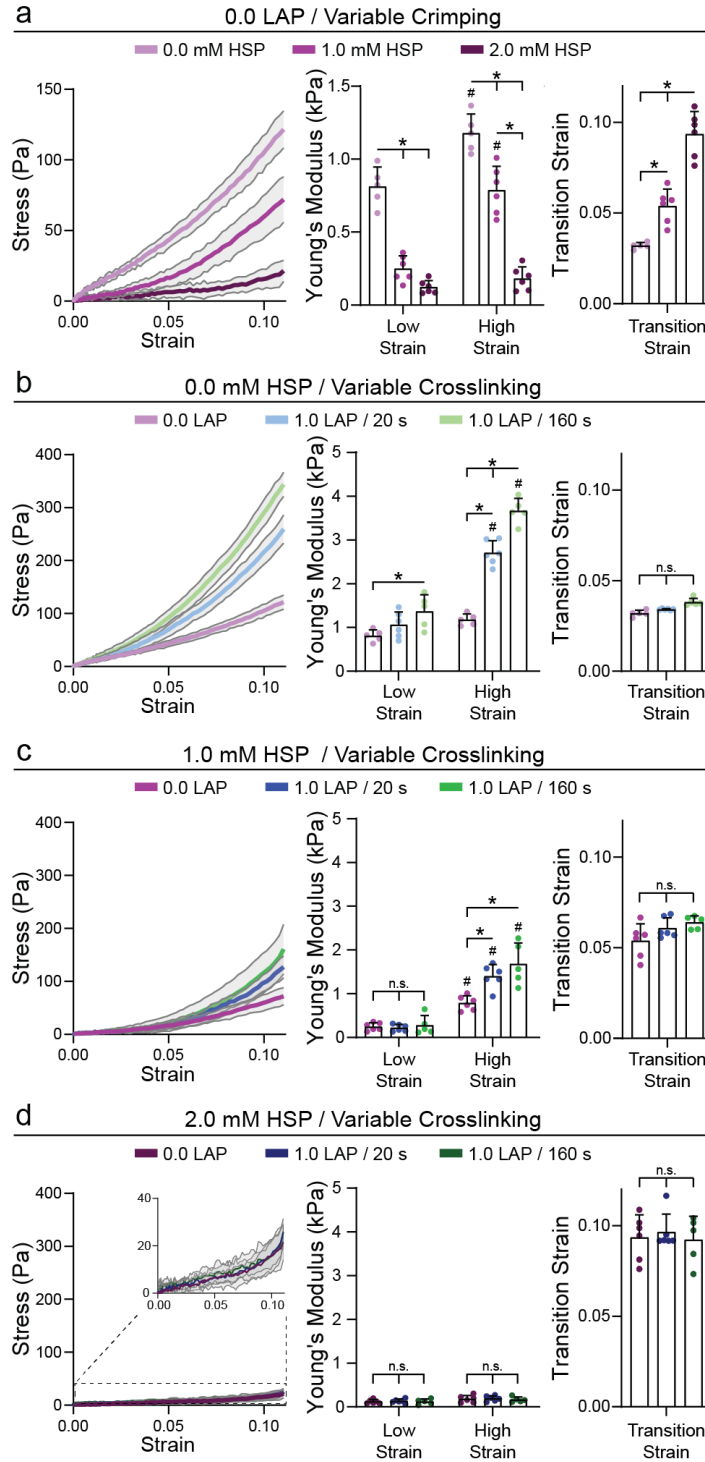 a
0.0 LAP / Variable Crimping
0.0 mM HSP 1.0 mM HSP 2.0 mM HSP
Stress (Pa)
150
100
50
0
0.00 0.05 0.10
Strain
Young's Modulus (kPa)
1.5
1.0
0.5
0
* # * # *
Low Strain
High Strain
Transition Strain
0.10
0.05
0.00
* *
Transition Strain
b
0.0 mM HSP / Variable Crosslinking
0.0 LAP 1.0 LAP / 20 s 1.0 LAP / 160 s
Stress (Pa)
400
300
200
100
0
0.00 0.05 0.10
Strain
Young's Modulus (kPa)
5
4
3
2
1
0
* * * # #
Low Strain
High Strain
Transition Strain
0.10
0.05
0.00
n.s.
Transition Strain
c
1.0 mM HSP / Variable Crosslinking
0.0 LAP 1.0 LAP / 20 s 1.0 LAP / 160 s
Stress (Pa)
400
300
200
100
0
0.00 0.05 0.10
Strain
Young's Modulus (kPa)
5
4
3
2
1
0
n.s. * * # # #
Low Strain
High Strain
Transition Strain
0.10
0.05
0.00
n.s.
Transition Strain
d
2.0 mM HSP / Variable Crosslinking
0.0 LAP 1.0 LAP / 20 s 1.0 LAP / 160 s
Stress (Pa)
400
300
200
100
0
40
20
0
0.00 0.05 0.10
0.00 0.05 0.10
Strain
Young's Modulus (kPa)
5
4
3
2
1
0
n.s. n.s.
Low Strain
High Strain
Transition Strain
0.10
0.05
0.00
n.s.
Transition Strain